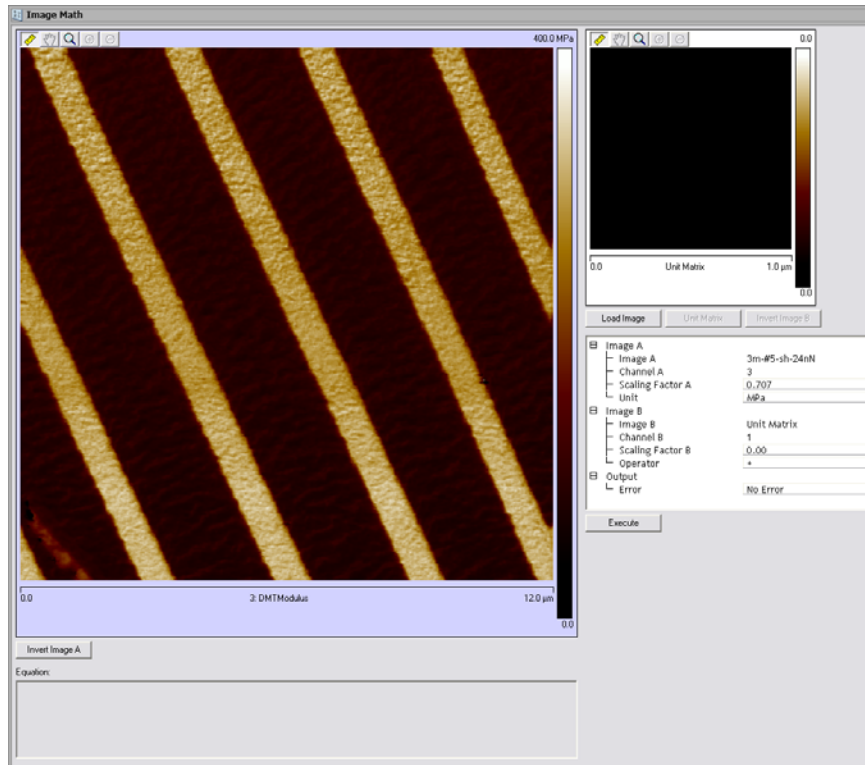 Image Math
400.0 MPa
0.0
3: DMTModulus
12.0 µm
0.0
Invert Image A
Equation:
0.0
0.0
Unit Matrix
1.0 µm
0.0
Load Image
Unit Matrix
Invert Image B
Image A
Image A 3m-#5-sh-24nN
Channel A 3
Scaling Factor A 0.707
Unit MPa
Image B
Image B Unit Matrix
Channel B 1
Scaling Factor B 0.00
Operator +
Output
Error No Error
Execute